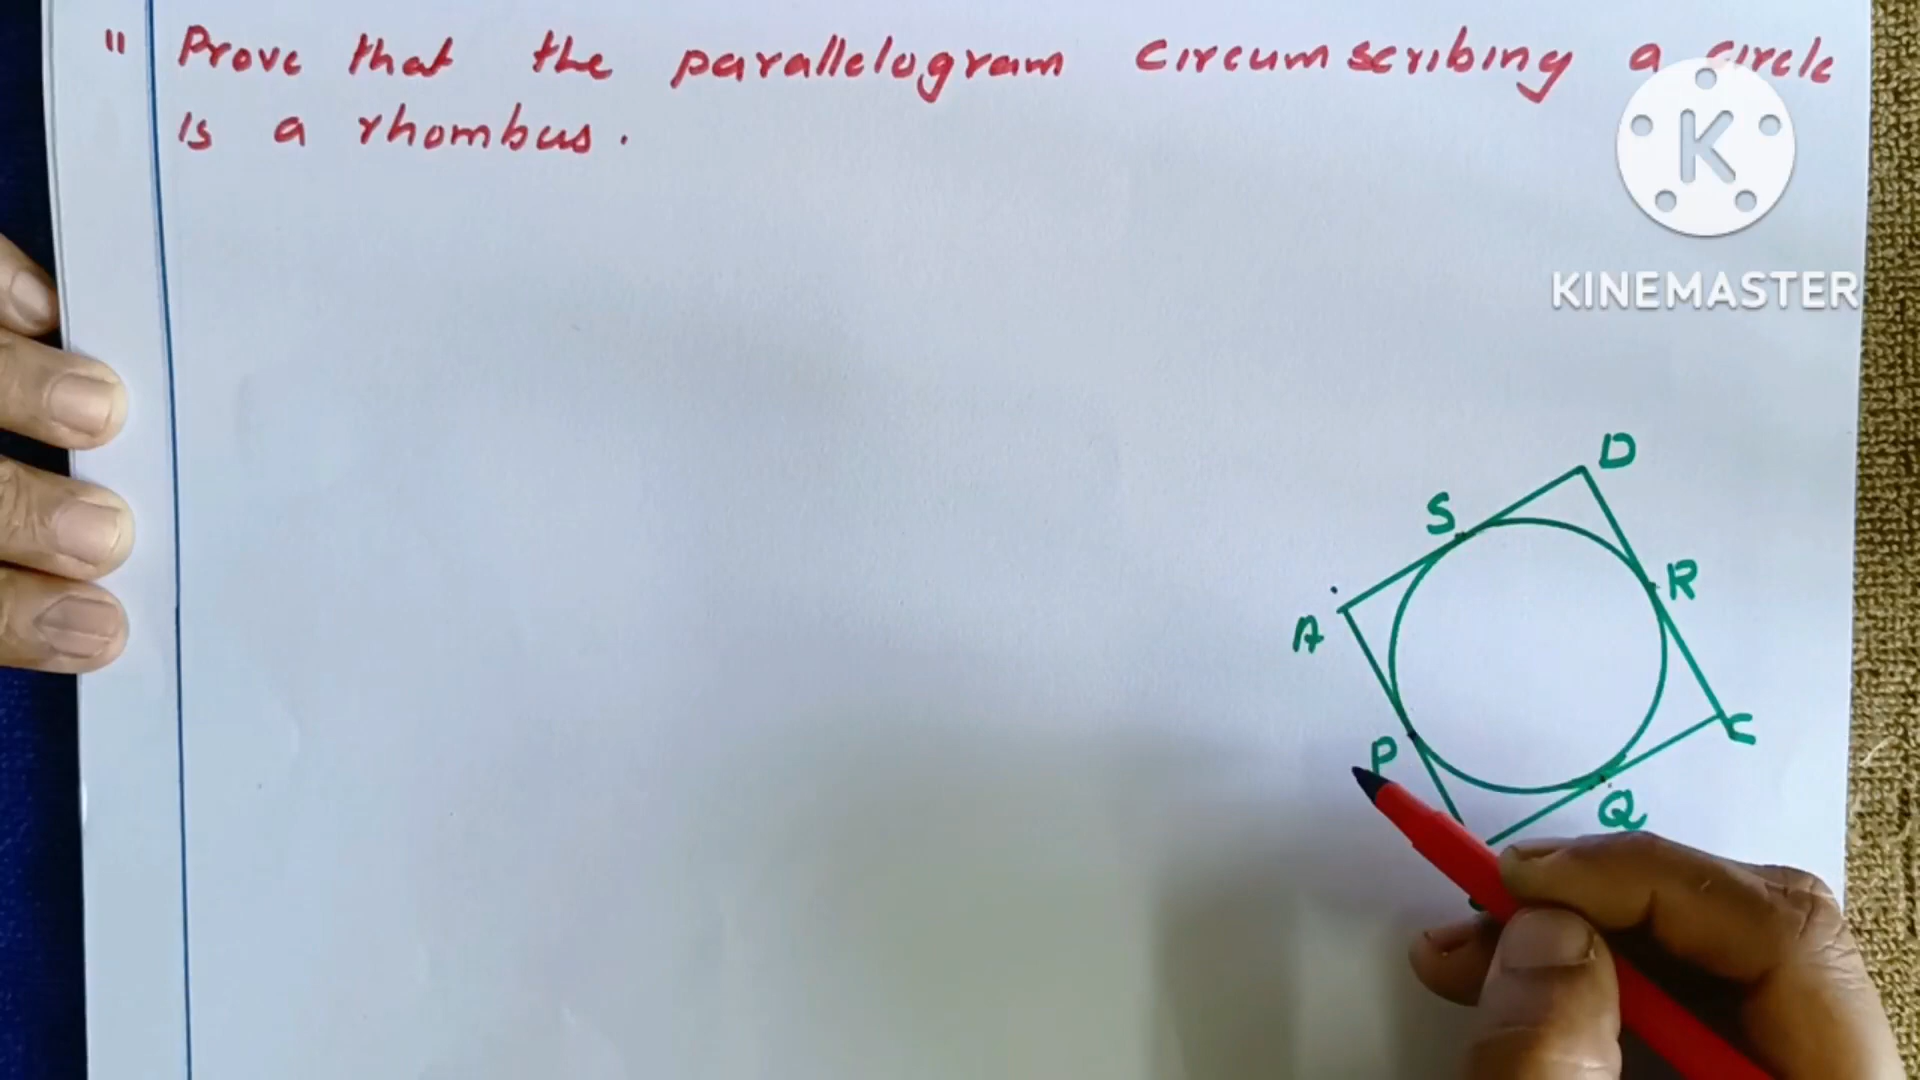 " Prove that the parallelogram circumscribing a circle
is a rhombus.
K
KINEMASTER
D
S
R
A
C
P
Q